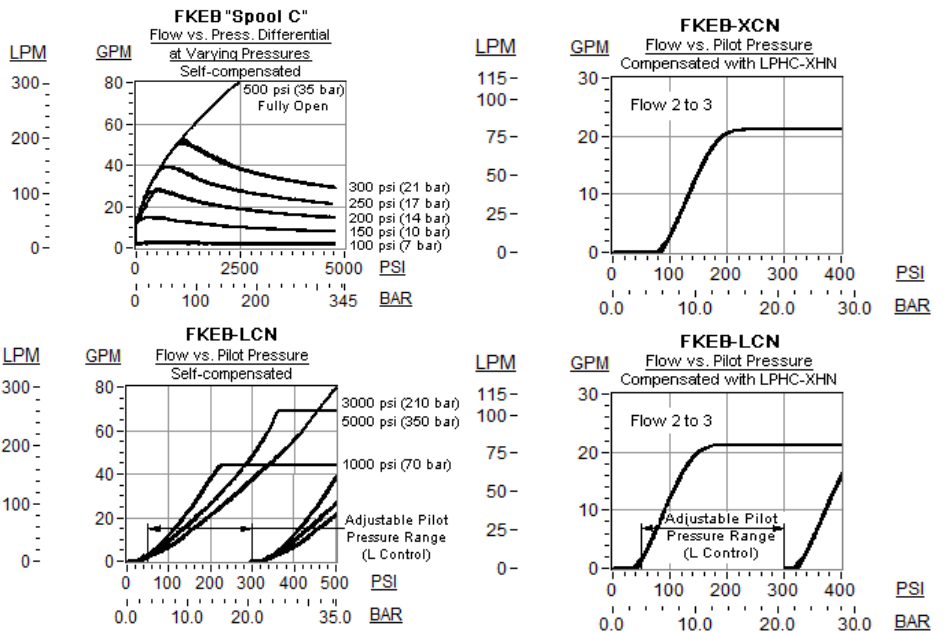 FKEB "Spool C"
Flow vs. Press. Differential
at Varying Pressures
Self-compensated
LPM
GPM
300
200
100
0
80
60
40
20
0
500 psi (35 bar)
Fully Open
300 psi (21 bar)
250 psi (17 bar)
200 psi (14 bar)
150 psi (10 bar)
100 psi (7 bar)
0 2500 5000 PSI
0 100 200 345 BAR
FKEB-XCN
Flow vs. Pilot Pressure
Compensated with LPHC-XHN
LPM
GPM
115
100
75
50
25
0
30
20
10
0
Flow 2 to 3
0 100 200 300 400 PSI
0.0 10.0 20.0 30.0 BAR
FKEB-LCN
Flow vs. Pilot Pressure
Self-compensated
LPM
GPM
300
200
100
0
80
60
40
20
0
3000 psi (210 bar)
5000 psi (350 bar)
1000 psi (70 bar)
Adjustable Pilot
Pressure Range
(L Control)
0 100 200 300 400 500 PSI
0.0 10.0 20.0 35.0 BAR
FKEB-LCN
Flow vs. Pilot Pressure
Compensated with LPHC-XHN
LPM
GPM
115
100
75
50
25
0
30
20
10
0
Flow 2 to 3
Adjustable Pilot
Pressure Range
(L Control)
0 100 200 300 400 PSI
0.0 10.0 20.0 30.0 BAR